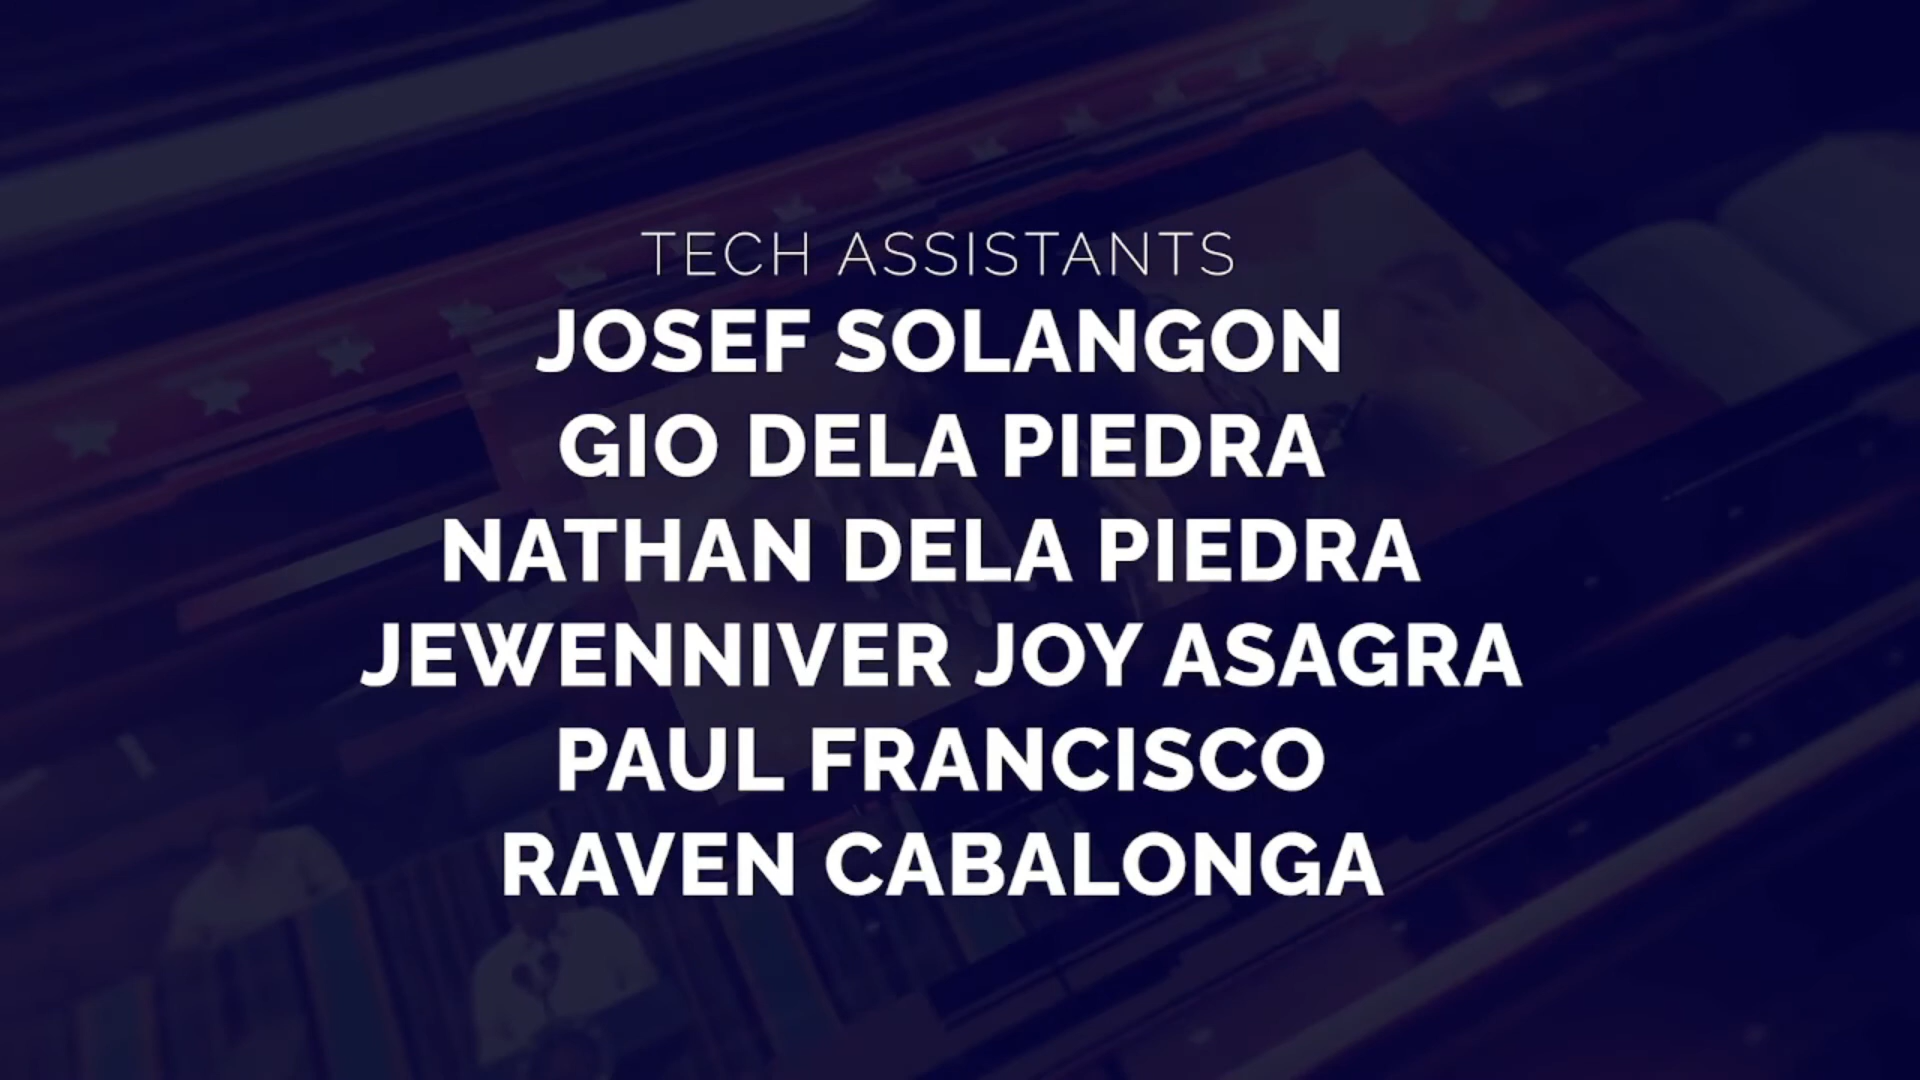 TECH ASSISTANTS
JOSEF SOLANGON
GIO DELA PIEDRA
NATHAN DELA PIEDRA
JEWENNIVER JOY ASAGRA
PAUL FRANCISCO
RAVEN CABALONGA